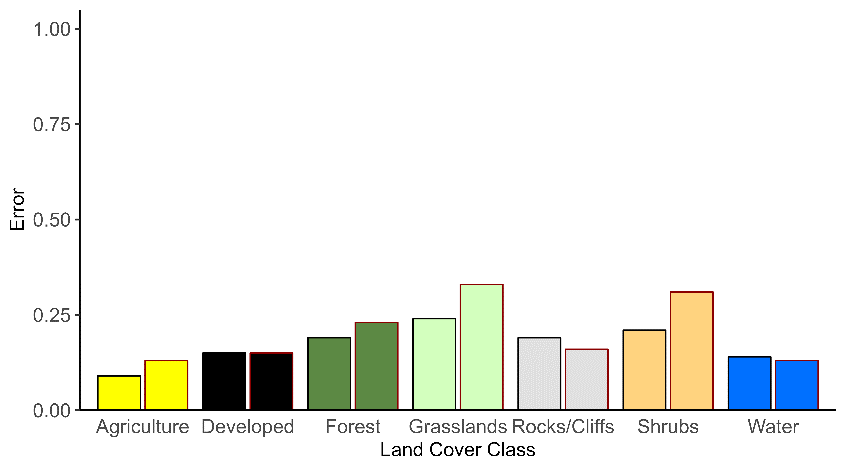 1.00
0.75
Error
0.50
0.25
0.00
Agriculture Developed Forest Grasslands Rocks/Cliffs Shrubs Water
Land Cover Class